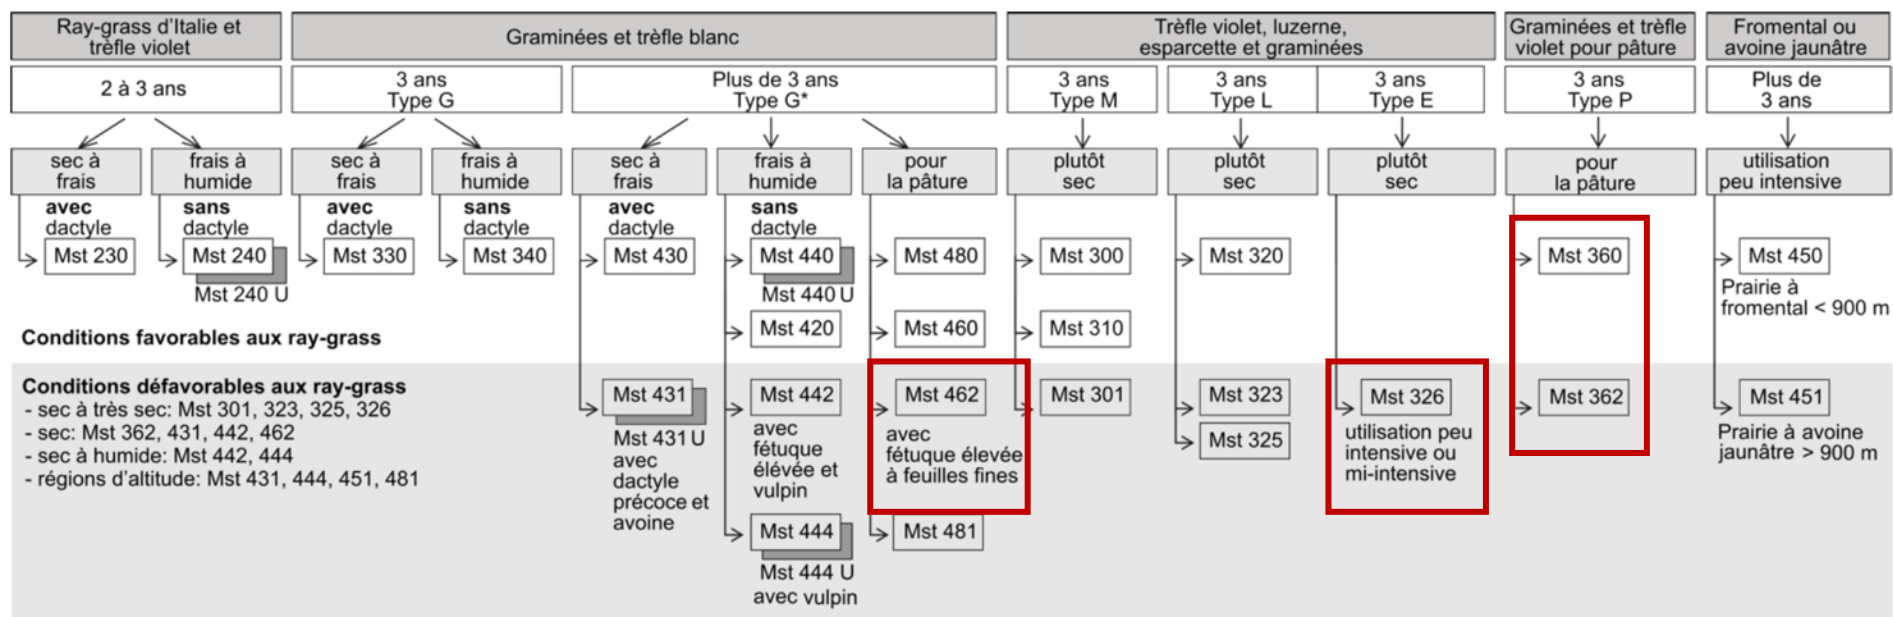 Ray-grass d'Italie et
trèfle violet
Graminées et trèfle blanc
Trèfle violet, luzerne,
esparcette et graminées
Graminées et trèfle
violet pour pâture
Fromental ou
avoine jaunâtre
2 à 3 ans
3 ans
Type G
Plus de 3 ans
Type G*
3 ans
Type M
3 ans
Type L
3 ans
Type E
3 ans
Type P
Plus de
3 ans
sec à
frais
frais à
humide
sec à
frais
frais à
humide
sec à
frais
frais à
humide
pour
la pâture
plutôt
sec
plutôt
sec
plutôt
sec
pour
la pâture
utilisation
peu intensive
avec
dactyle
sans
dactyle
avec
dactyle
sans
dactyle
avec
dactyle
sans
dactyle
Mst 230
Mst 240
Mst 240 U
Mst 330
Mst 340
Mst 430
Mst 440
Mst 440 U
Mst 480
Mst 300
Mst 320
Mst 360
Mst 450
Prairie à
fromental < 900 m
Mst 420
Mst 460
Mst 310
Conditions favorables aux ray-grass
Conditions défavorables aux ray-grass
- sec à très sec: Mst 301, 323, 325, 326
- sec: Mst 362, 431, 442, 462
- sec à humide: Mst 442, 444
- régions d'altitude: Mst 431, 444, 451, 481
Mst 431
Mst 431 U
avec
dactyle
précoce et
avoine
Mst 442
avec
fétuque
élévée et
vulpin
Mst 444
Mst 444 U
avec vulpin
Mst 462
avec
fétuque élevée
à feuilles fines
Mst 481
Mst 301
Mst 323
Mst 325
Mst 326
utilisation peu
intensive ou
mi-intensive
Mst 362
Mst 451
Prairie à avoine
jaunâtre > 900 m